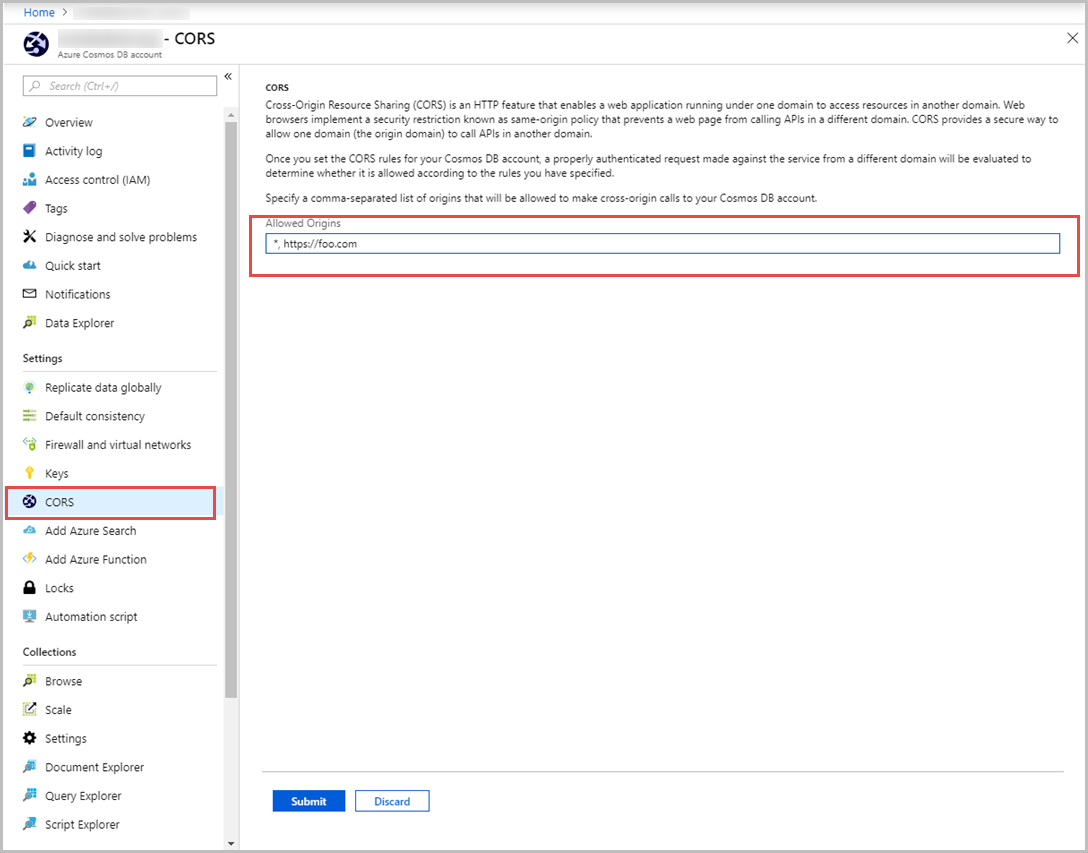 Home >
- CORS
Azure Cosmos DB account
Search (Ctrl+/)
«
Overview
Activity log
Access control (IAM)
Tags
Diagnose and solve problems
Quick start
Notifications
Data Explorer
Settings
Replicate data globally
Default consistency
Firewall and virtual networks
Keys
CORS
Add Azure Search
Add Azure Function
Locks
Automation script
Collections
Browse
Scale
Settings
Document Explorer
Query Explorer
Script Explorer
CORS
Cross-Origin Resource Sharing (CORS) is an HTTP feature that enables a web application running under one domain to access resources in another domain. Web
browsers implement a security restriction known as same-origin policy that prevents a web page from calling APIs in a different domain. CORS provides a secure way to
allow one domain (the origin domain) to call APIs in another domain.
Once you set the CORS rules for your Cosmos DB account, a properly authenticated request made against the service from a different domain will be evaluated to
determine whether it is allowed according to the rules you have specified.
Specify a comma-separated list of origins that will be allowed to make cross-origin calls to your Cosmos DB account.
Allowed Origins
*, https://foo.com
Submit
Discard